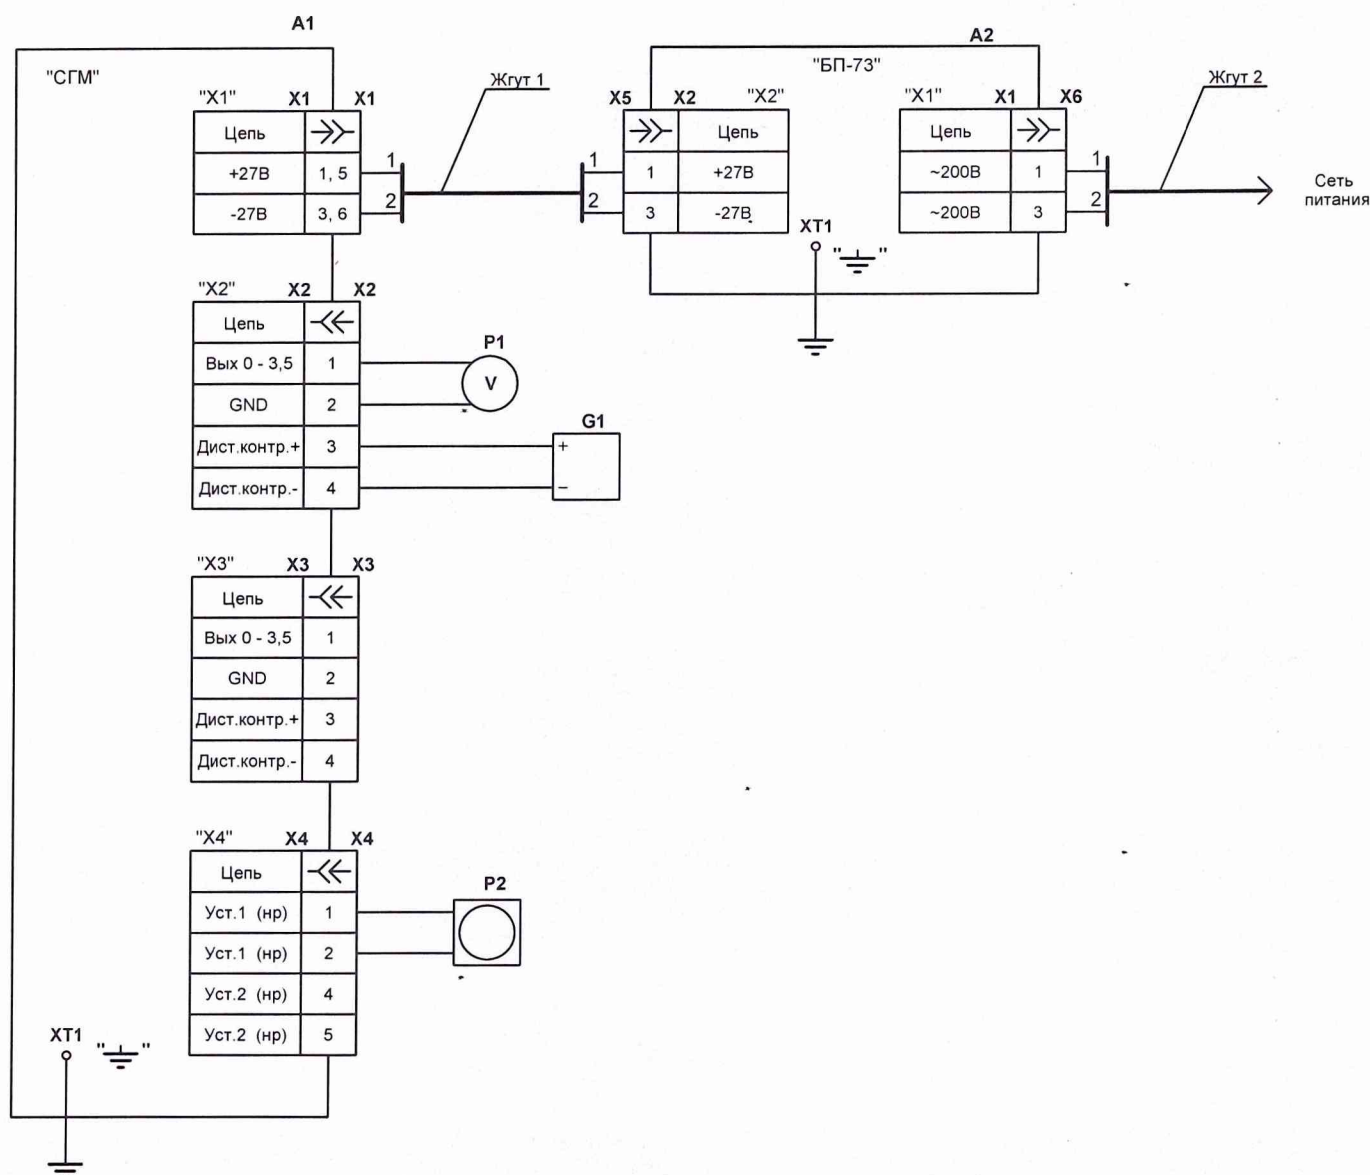 A1
"СГМ"
"X1" X1 X1
Цепь
+27В 1, 5 1
-27В 3, 6 2
Жгут 1
A2
"БП-73"
X5 X2 "X2"
Цепь
1 1 +27В
2 3 -27В
"X1" X1 X6
Цепь
~200В 1 1
~200В 3 2
Жгут 2
Сеть
питания
XT1
" "
"X2" X2 X2
Цепь
Вых 0 - 3,5 1
GND 2
Дист.контр.+ 3
Дист.контр.- 4
P1
V
G1
+
–
"X3" X3 X3
Цепь
Вых 0 - 3,5 1
GND 2
Дист.контр.+ 3
Дист.контр.- 4
"X4" X4 X4
Цепь
Уст.1 (нр) 1
Уст.1 (нр) 2
Уст.2 (нр) 4
Уст.2 (нр) 5
P2
XT1
" "